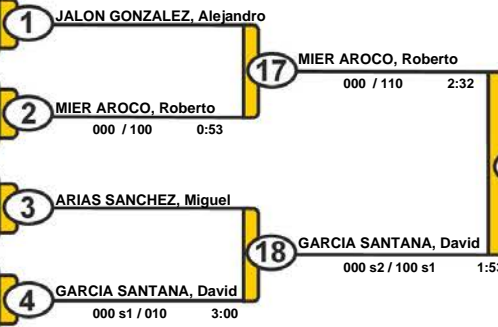 1 JALON GONZALEZ, Alejandro
17 MIER AROCO, Roberto
000 / 110 2:32
2 MIER AROCO, Roberto
000 / 100 0:53
3 ARIAS SANCHEZ, Miguel
18 GARCIA SANTANA, David
000 s2 / 100 s1 1:53
4 GARCIA SANTANA, David
000 s1 / 010 3:00